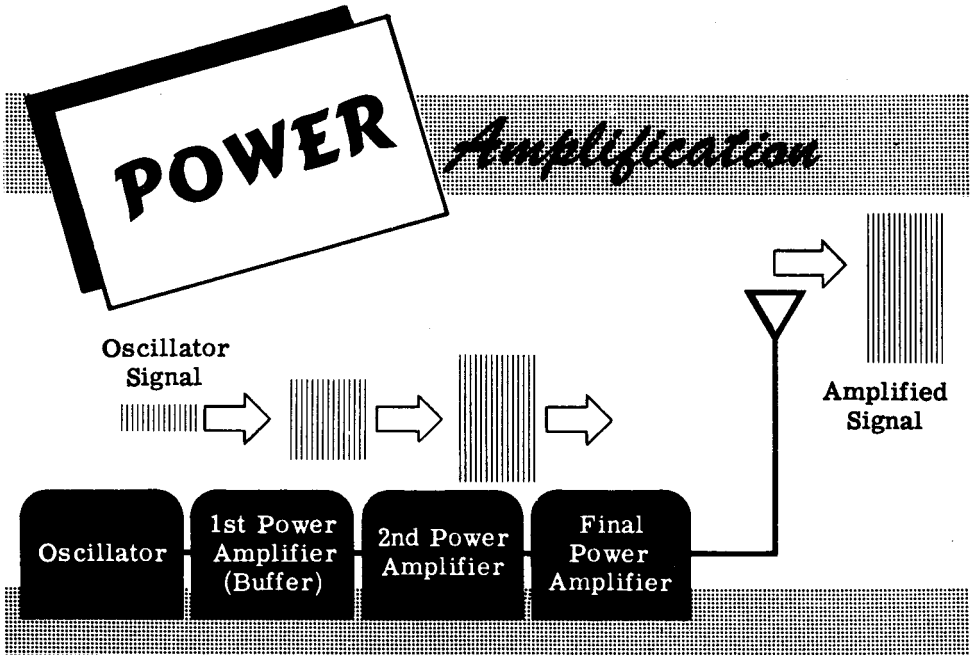 POWER
Amplification
Oscillator
Signal
Amplified
Signal
Oscillator
1st Power
Amplifier
(Buffer)
2nd Power
Amplifier
Final
Power
Amplifier